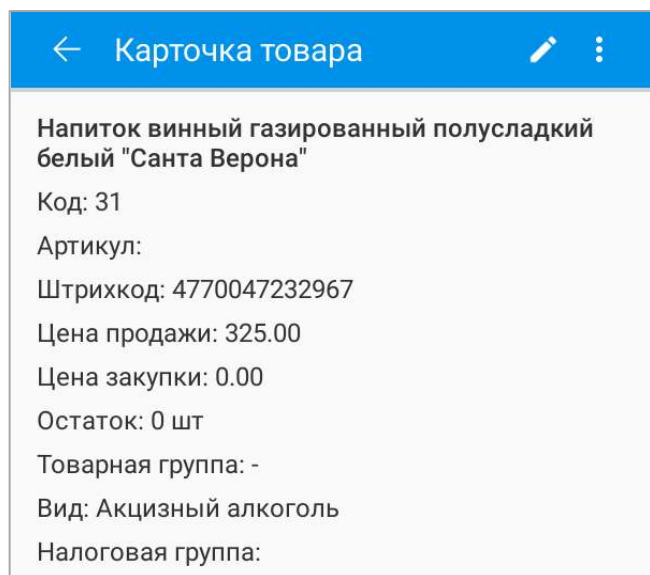 Карточка товара
Напиток винный газированный полусладкий
белый "Санта Верона"
Код: 31
Артикул:
Штрихкод: 4770047232967
Цена продажи: 325.00
Цена закупки: 0.00
Остаток: 0 шт
Товарная группа: -
Вид: Акцизный алкоголь
Налоговая группа: